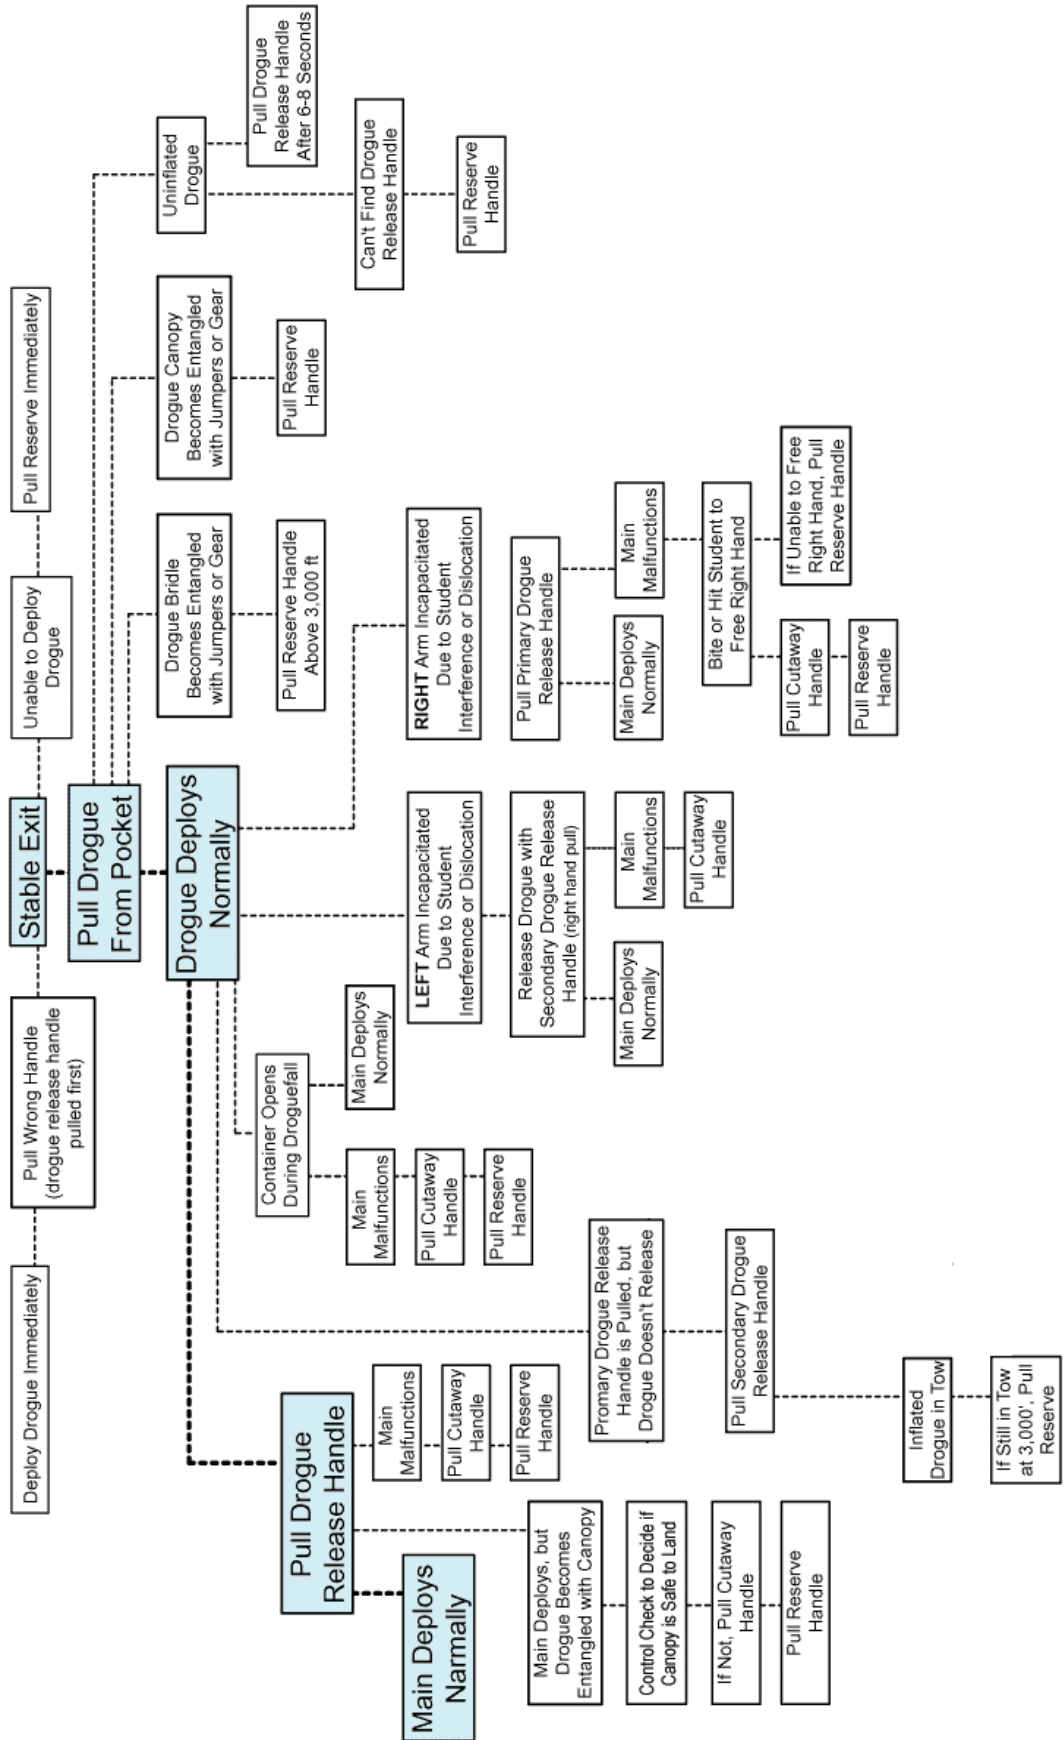 Deploy Drogue Immediately
Pull Wrong Handle
(drogue release handle
pulled first)
Stable Exit
Unable to Deploy
Drogue
Pull Reserve Immediately
Pull Drogue
From Pocket
Drogue Deploys
Normally
Drogue Bridle
Becomes Entangled
with Jumpers or Gear
Pull Reserve Handle
Above 3,000 ft
Drogue Canopy
Becomes Entangled
with Jumpers or Gear
Pull Reserve
Handle
Uninflated
Drogue
Pull Drogue
Release Handle
After 6-8 Seconds
Can't Find Drogue
Release Handle
Pull Reserve
Handle
Pull Drogue
Release Handle
Main Deploys
Narmally
Main
Malfunctions
Pull Cutaway
Handle
Pull Reserve
Handle
Main Deploys, but
Drogue Becomes
Entangled with Canopy
Control Check to Decide if
Canopy is Safe to Land
If Not, Pull Cutaway
Handle
Pull Reserve
Handle
Container Opens
During Droguefall
Main
Malfunctions
Pull Cutaway
Handle
Pull Reserve
Handle
Main Deploys
Normally
Promary Drogue Release
Handle is Pulled, but
Drogue Doesn't Release
Pull Secondary Drogue
Release Handle
Inflated
Drogue in Tow
If Still in Tow
at 3,000', Pull
Reserve
LEFT Arm Incapacitated
Due to Student
Interference or Dislocation
Release Drogue with
Secondary Drogue Release
Handle (right hand pull)
Main Deploys
Normally
Main
Malfunctions
Pull Cutaway
Handle
RIGHT Arm Incapacitated
Due to Student
Interference or Dislocation
Pull Primary Drogue
Release Handle
Main Deploys
Normally
Main
Malfunctions
Bite or Hit Student to
Free Right Hand
Pull Cutaway
Handle
Pull Reserve
Handle
If Unable to Free
Right Hand, Pull
Reserve Handle